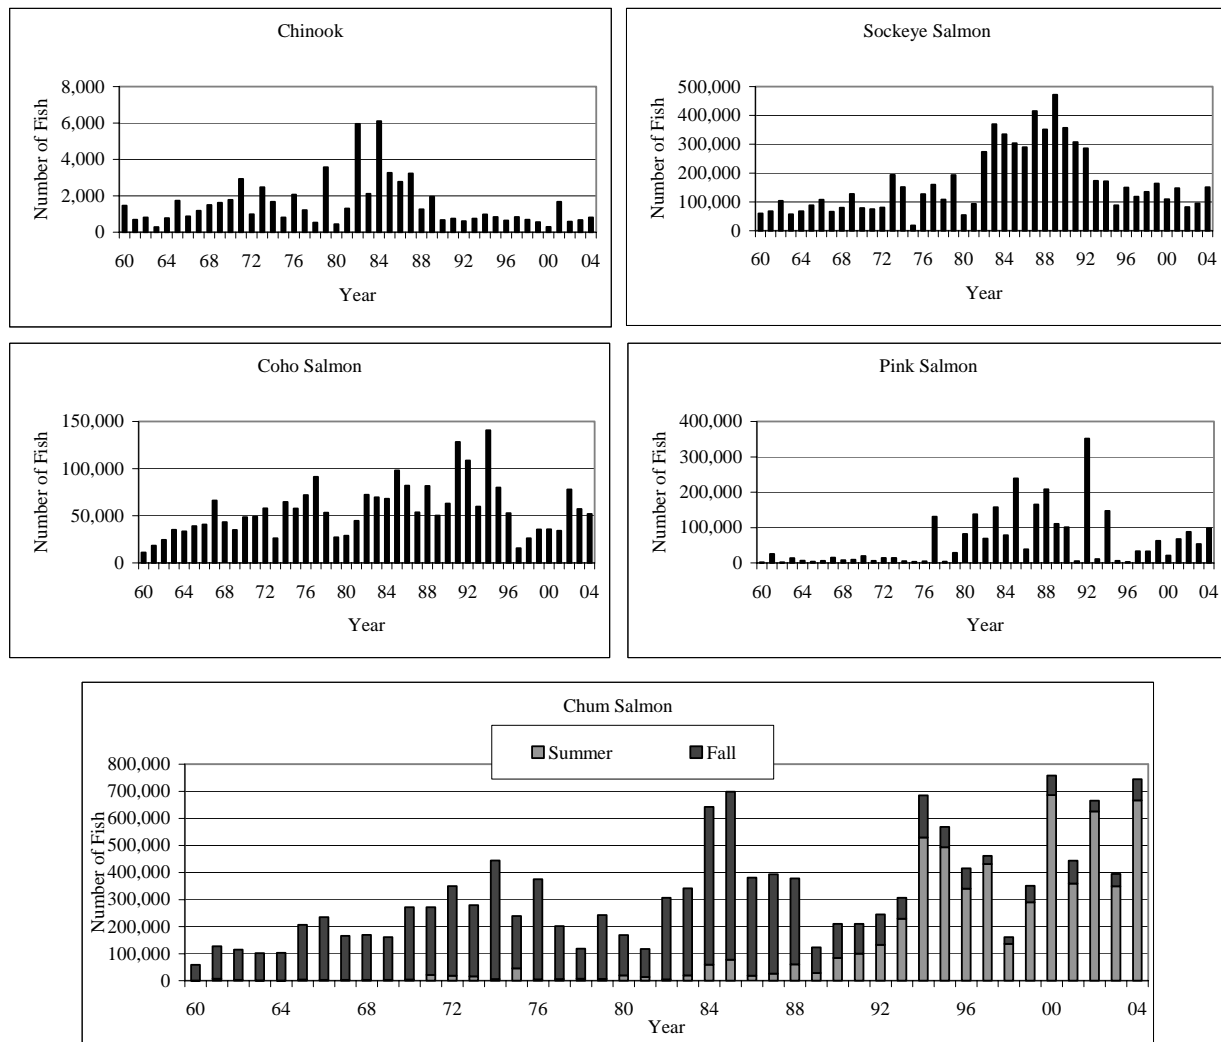 Chinook
Number of Fish
8,000
6,000
4,000
2,000
0
60 64 68 72 76 80 84 88 92 96 00 04
Year
Sockeye Salmon
Number of Fish
500,000
400,000
300,000
200,000
100,000
0
60 64 68 72 76 80 84 88 92 96 00 04
Year
Coho Salmon
Number of Fish
150,000
100,000
50,000
0
60 64 68 72 76 80 84 88 92 96 00 04
Year
Pink Salmon
Number of Fish
400,000
300,000
200,000
100,000
0
60 64 68 72 76 80 84 88 92 96 00 04
Year
Chum Salmon
Summer Fall
Number of Fish
800,000
700,000
600,000
500,000
400,000
300,000
200,000
100,000
0
60 64 68 72 76 80 84 88 92 96 00 04
Year